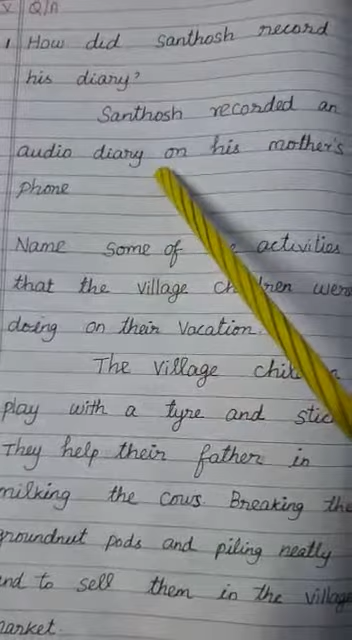 V Q/A
1 How did Santhosh record
his diary?
Santhosh recorded an
audio diary on his mother's
phone
Name some of activities
that the village were
doing on their vacation.
The village
play with a tyre and
They help their father in
milking the cows Breaking the
groundnut pods and piling neatly
and to sell them in the village
market.